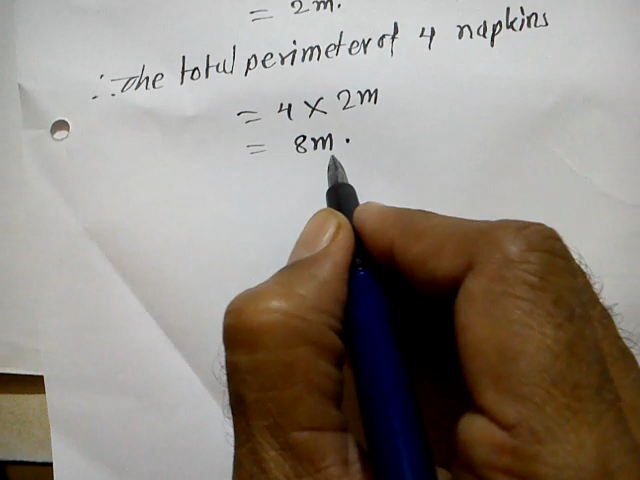 = 2m.
∴ The total perimeter of 4 napkins
= 4 × 2m
= 8m.